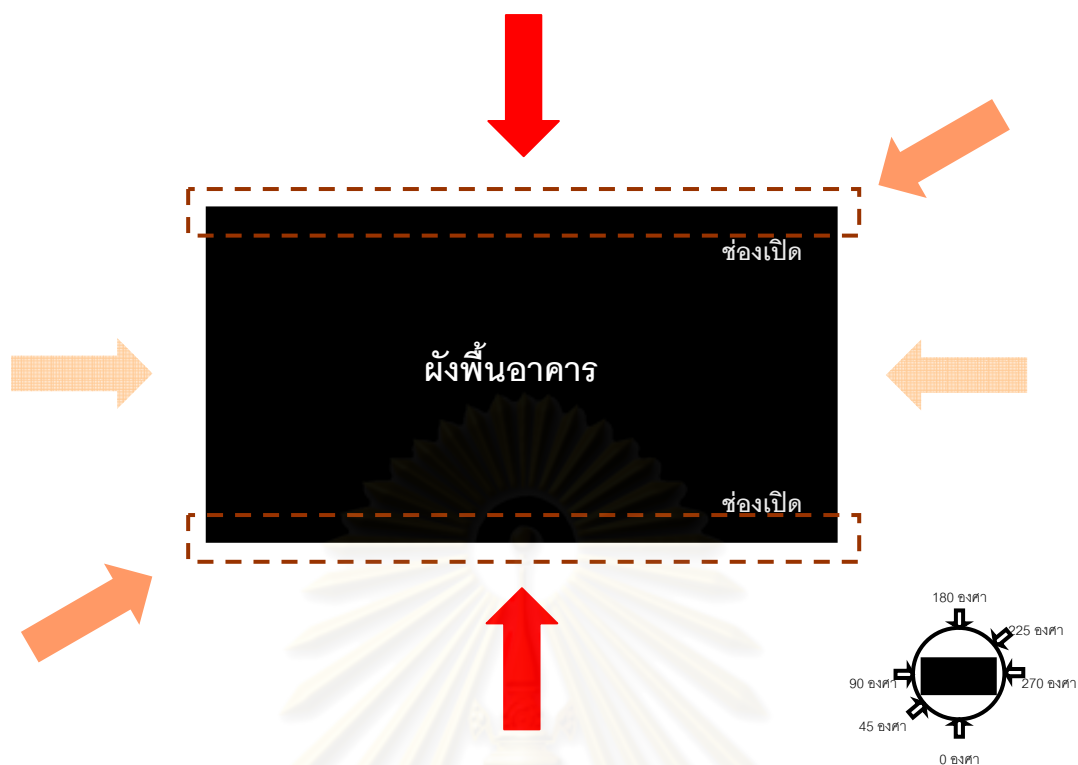 ช่องเปิด
ผังพื้นอาคาร
ช่องเปิด
180 องศา
225 องศา
90 องศา
270 องศา
45 องศา
0 องศา